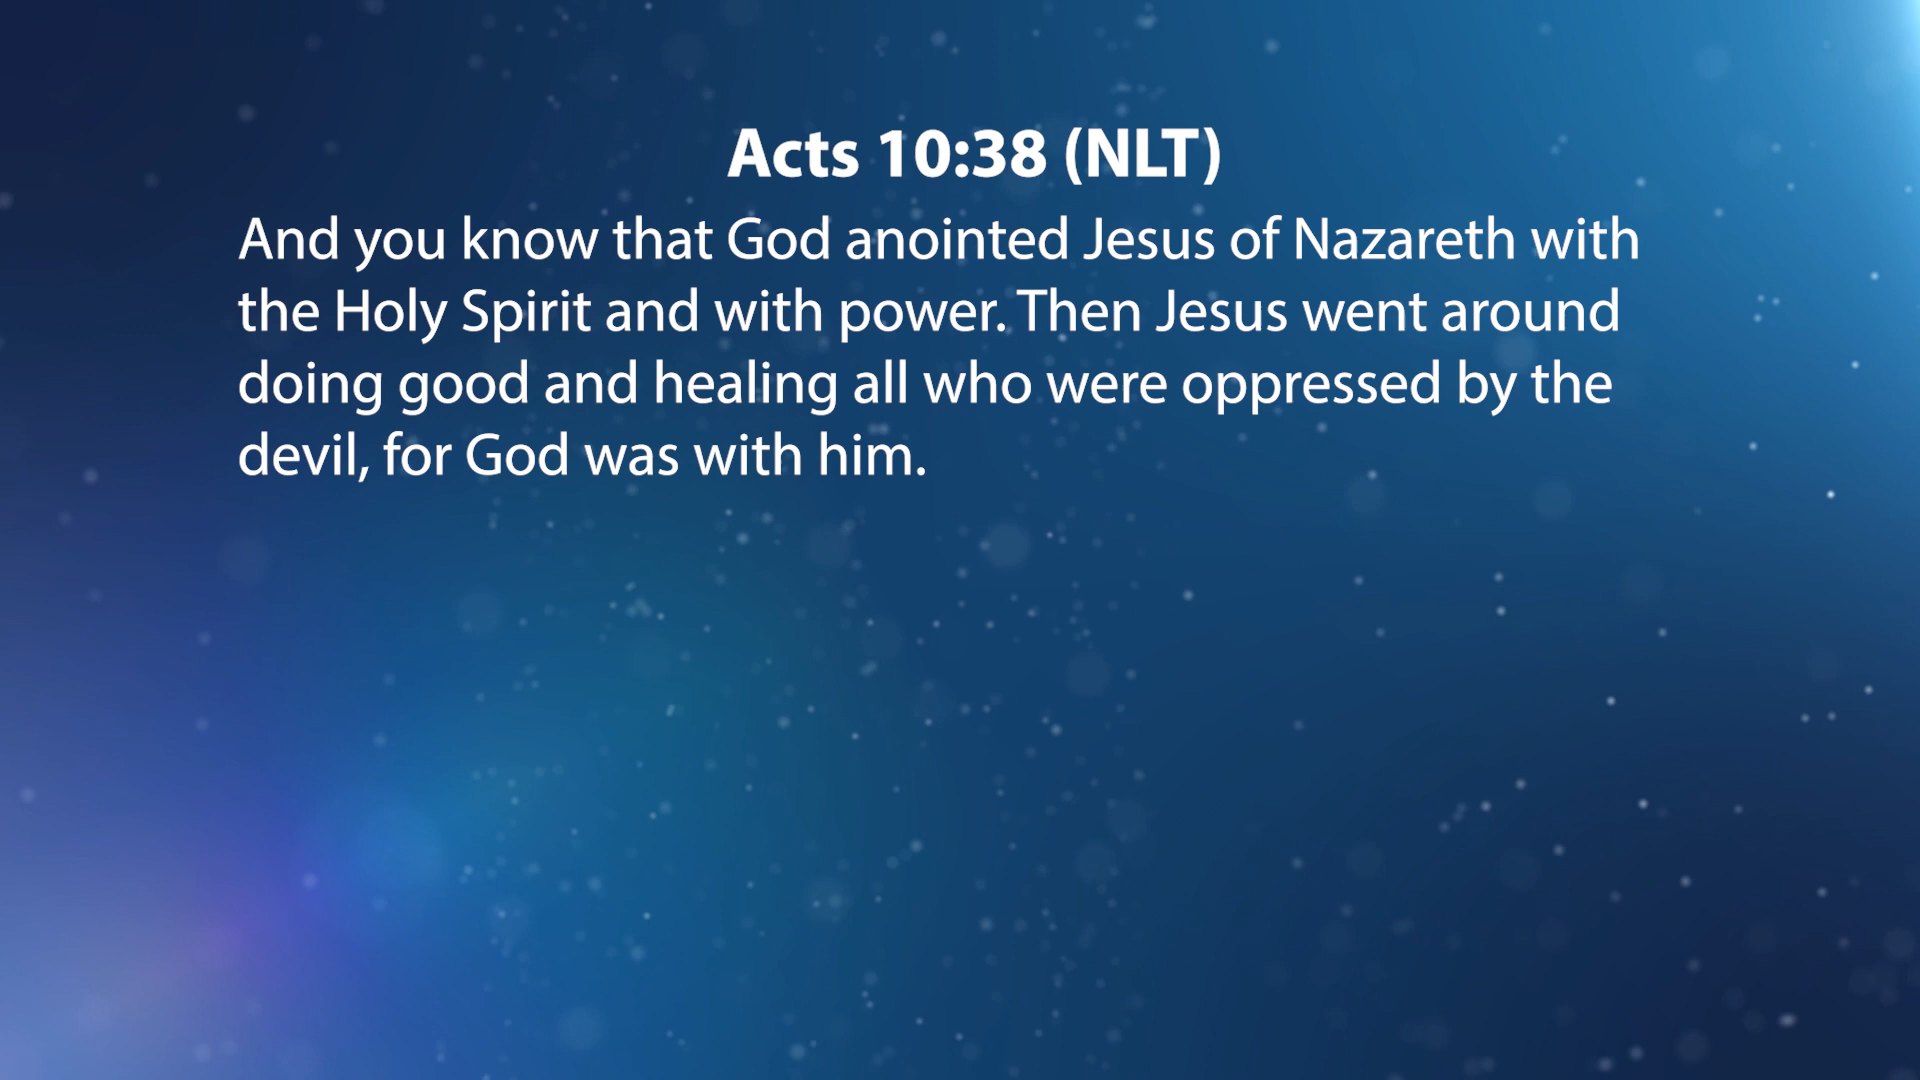 Acts 10:38 (NLT)
And you know that God anointed Jesus of Nazareth with
the Holy Spirit and with power. Then Jesus went around
doing good and healing all who were oppressed by the
devil, for God was with him.